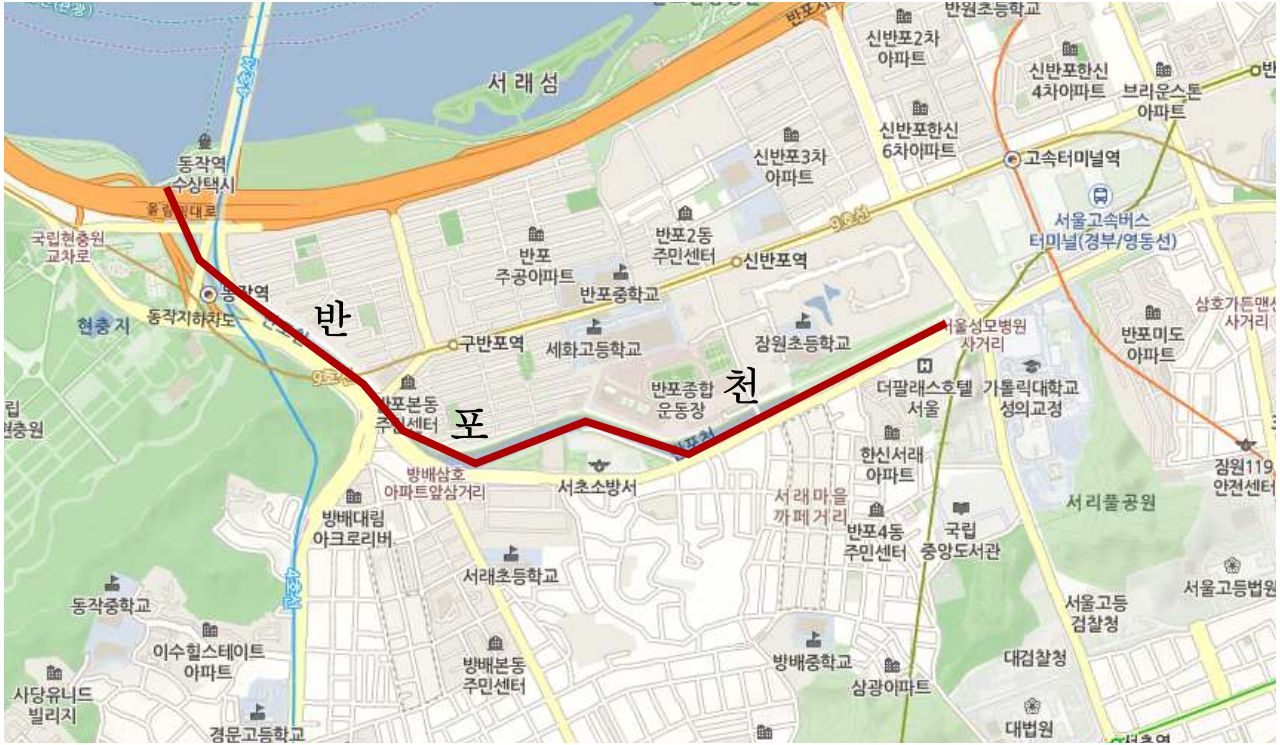 반원초등학교
신반포2차
아파트
서래섬
신반포한신
4차아파트
브라운스톤
아파트
신반포한신
6차아파트
동작역
수상택시
신반포3차
아파트
고속터미널역
서울고속버스
터미널(경부/영동선)
올림픽대로
국립현충원
교차로
반포
주공아파트
반포2동
주민센터
9호선
신반포역
반포중학교
동작역
현충지
동작지하차도
반
구반포역
세화고등학교
잠원초등학교
서울성모병원
사거리
반포미도
아파트
삼호가든맨션
사거리
9호선
반포본동
주민센터
포
반포종합
운동장
천
더팔래스호텔
서울
가톨릭대학교
성의교정
반포천
방배삼호
아파트앞삼거리
서초소방서
한신서래
아파트
잠원119
안전센터
방배대림
아크로리버
서래마을
까페거리
반포4동
주민센터
국립
중앙도서관
서리풀공원
서래초등학교
동작중학교
4호선
서울고등
검찰청
서울고등법원
이수힐스테이트
아파트
방배본동
주민센터
방배중학교
대검찰청
사당유니드
빌리지
삼광아파트
경문고등학교
대법원
서초역